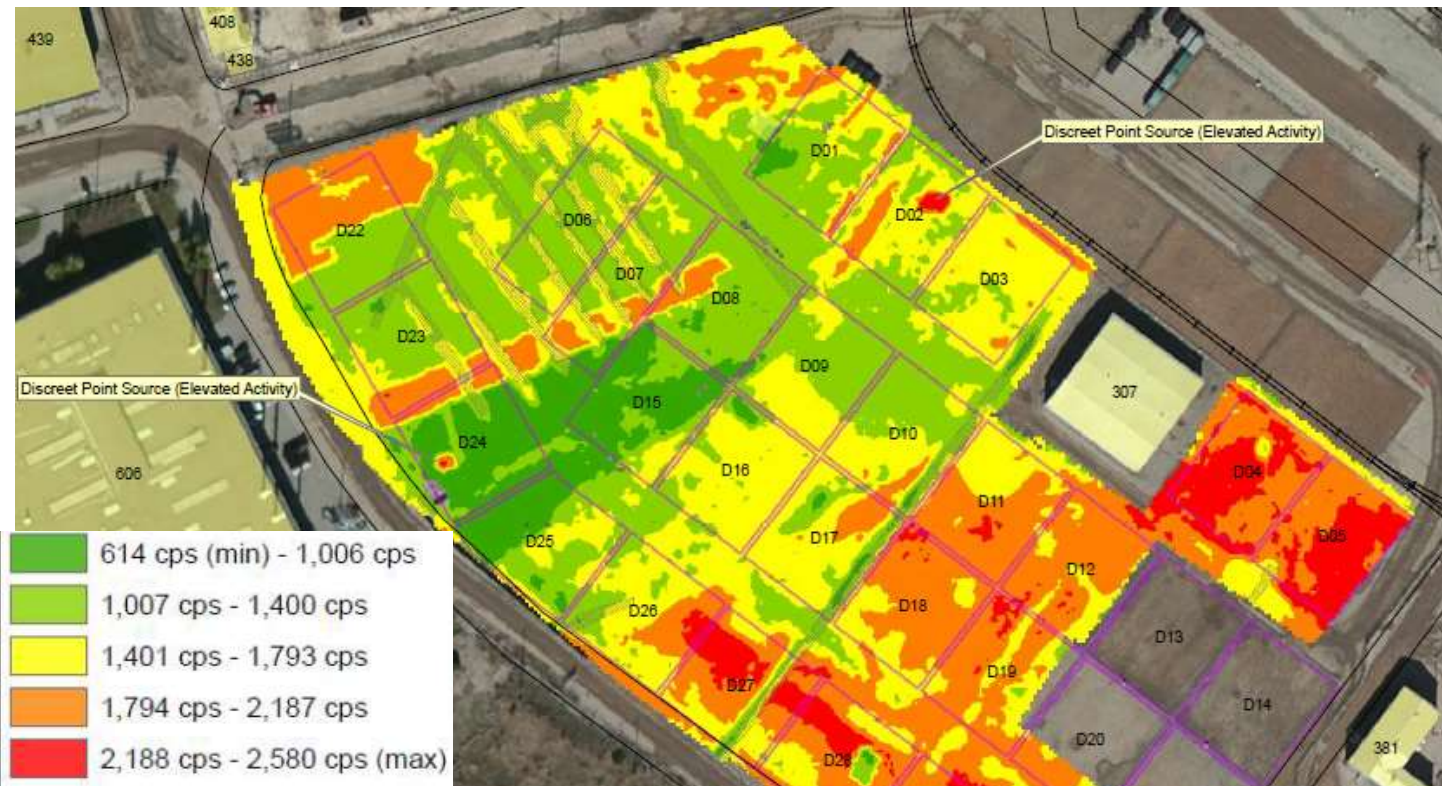 408
439
438
Discreet Point Source (Elevated Activity)
D01
D02
D06
D22
D07
D03
D08
D23
D09
Discreet Point Source (Elevated Activity)
307
D15
D10
D24
D16
606
D04
D11
D05
D17
D25
D12
D18
D26
D13
D19
D27
D14
D20
D28
381
614 cps (min) - 1,006 cps
1,007 cps - 1,400 cps
1,401 cps - 1,793 cps
1,794 cps - 2,187 cps
2,188 cps - 2,580 cps (max)